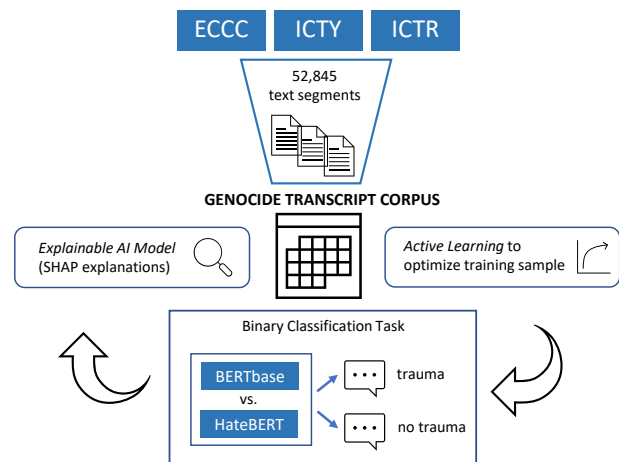 ECCC ICTY ICTR
52,845
text segments
GENOCIDE TRANSCRIPT CORPUS
Explainable AI Model
(SHAP explanations)
Active Learning to
optimize training sample
Binary Classification Task
BERTbase
vs.
HateBERT
trauma
no trauma